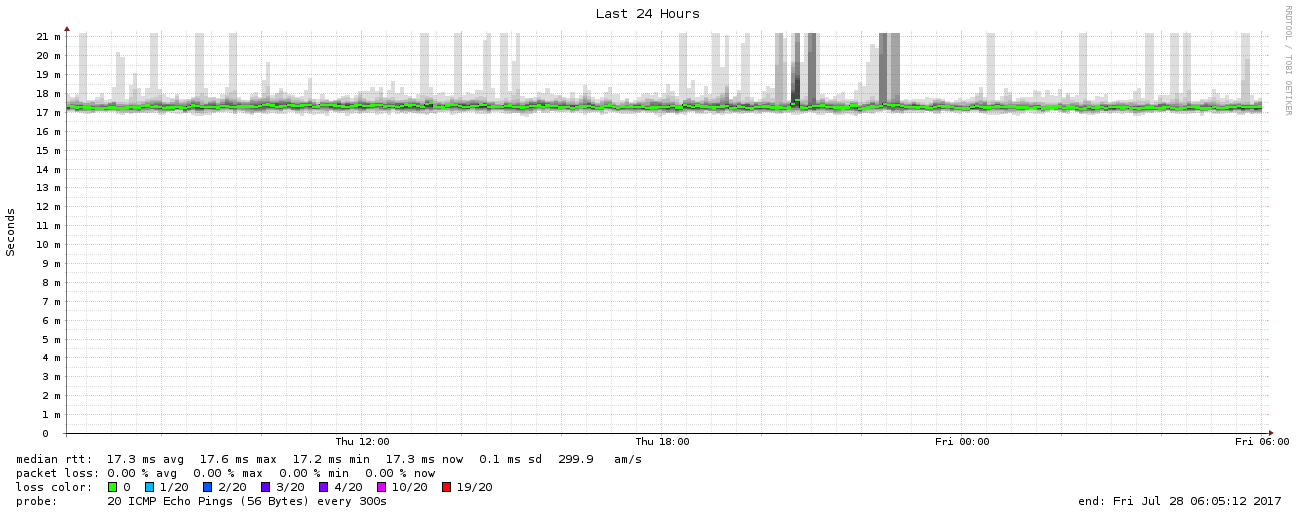 Last 24 Hours
RRDTOOL / TOBI OETIKER
21 m
20 m
19 m
18 m
17 m
16 m
15 m
14 m
13 m
12 m
11 m
10 m
9 m
8 m
7 m
6 m
5 m
4 m
3 m
2 m
1 m
0
Seconds
Thu 12:00 Thu 18:00 Fri 00:00 Fri 06:00
median rtt: 17.3 ms avg 17.6 ms max 17.2 ms min 17.3 ms now 0.1 ms sd 299.9 am/s
packet loss: 0.00 % avg 0.00 % max 0.00 % min 0.00 % now
loss color: 0 1/20 2/20 3/20 4/20 10/20 19/20
probe: 20 ICMP Echo Pings (56 Bytes) every 300s end: Fri Jul 28 06:05:12 2017